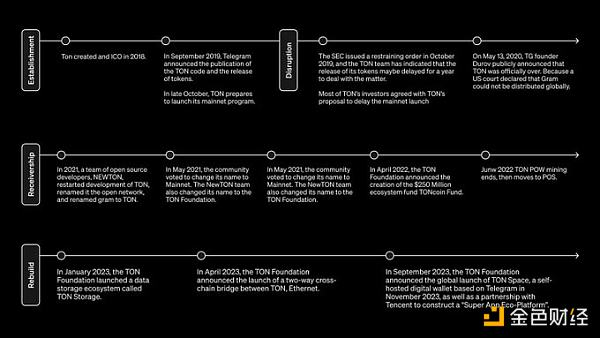 Establishment
Ton created and ICO in 2018.
In September 2019, Telegram
announced the publication of
the TON code and the release
of tokens.
In late October, TON prepares
to launch its mainnet program.
Disruption
The SEC issued a restraining order in October
2019, and the TON team has indicated that the
release of its tokens maybe delayed for a year
to deal with the matter.
Most of TON's investors agreed with TON's
proposal to delay the mainnet launch
On May 13, 2020, TG founder
Durov publicly announced that
TON was officially over. Because a
US court declared that Gram
could not be distributed globally.
Receivership
In 2021, a team of open source
developers, NEWTON,
restarted development of TON,
renamed it the open network,
and renamed gram to TON.
In May 2021, the community
voted to change its name to
Mainnet. The NewTON team
also changed its name to the
TON Foundation.
In May 2021, the community
voted to change its name to
Mainnet. The NewTON team
also changed its name to the
TON Foundation.
In April 2022, the TON
Foundation announced the
creation of the $250 Million
ecosystem fund TONcoin Fund.
Junw 2022 TON POW mining
ends, then moves to POS.
Rebuild
In January 2023, the TON
Foundation launched a data
storage ecosystem called
TON Storage.
In April 2023, the TON Foundation
announced the launch of a two-way cross-
chain bridge between TON, Ethernet.
In September 2023, the TON Foundation
announced the global launch of TON Space, a self-
hosted digital wallet based on Telegram in
November 2023, as well as a partnership with
Tencent to construct a "Super App Eco-Platform".
金色财经